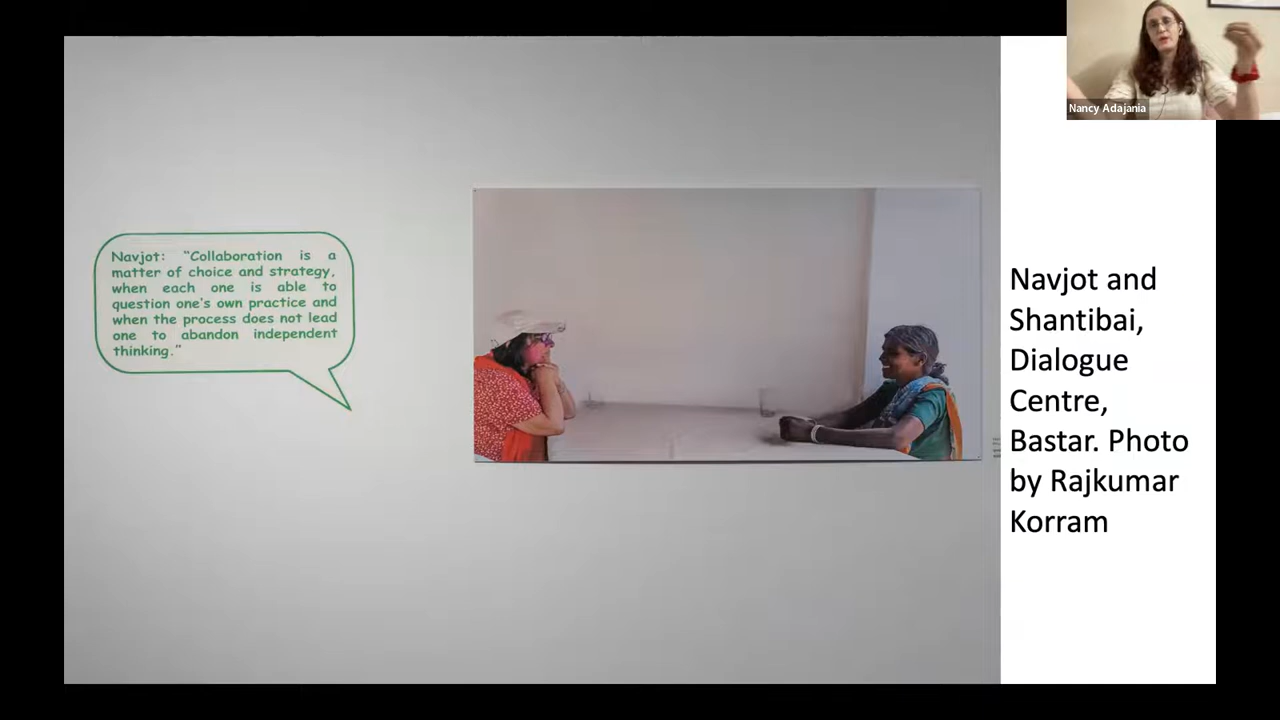 Nancy Adajania
Navjot: “Collaboration is a
matter of choice and strategy,
when each one is able to
question one's own practice and
when the process does not lead
one to abandon independent
thinking.”
Navjot and
Shantibai,
Dialogue
Centre,
Bastar. Photo
by Rajkumar
Korram